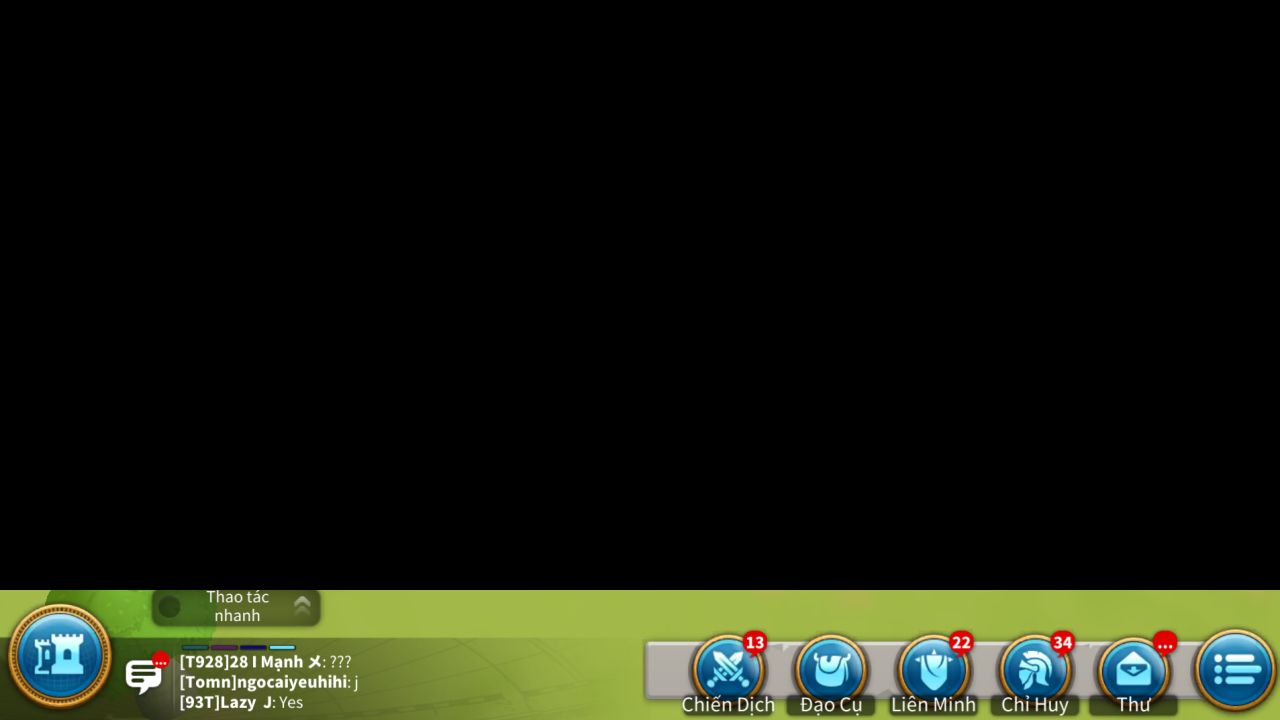 Thao tác
nhanh
[T928]28 I Mạnh メ: ???
[Tomn]ngocaiyeuhihi: j
[93T]Lazy J: Yes
...
13
22
34
...
Chiến Dịch
Đạo Cụ
Liên Minh
Chỉ Huy
Thư